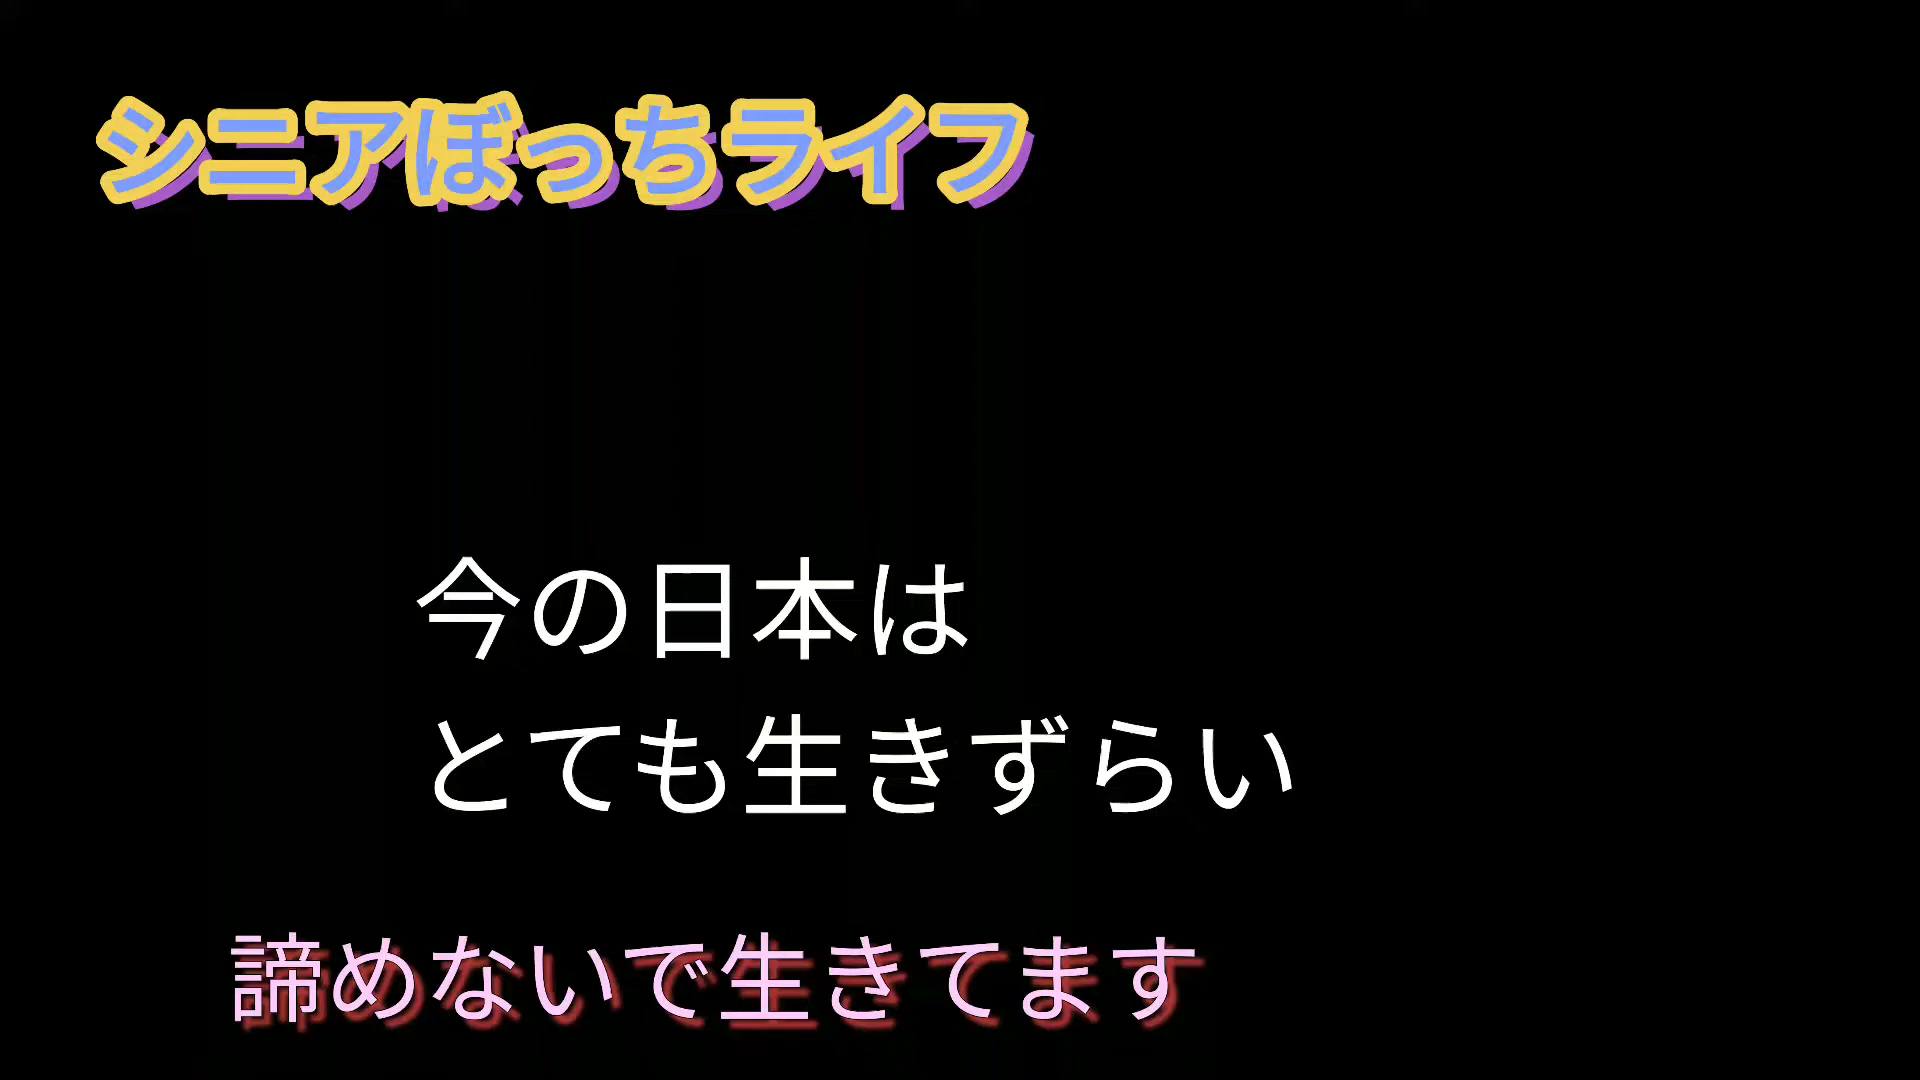 シニアぼっちライフ
今の日本は
とても生きずらい
諦めないで生きてます